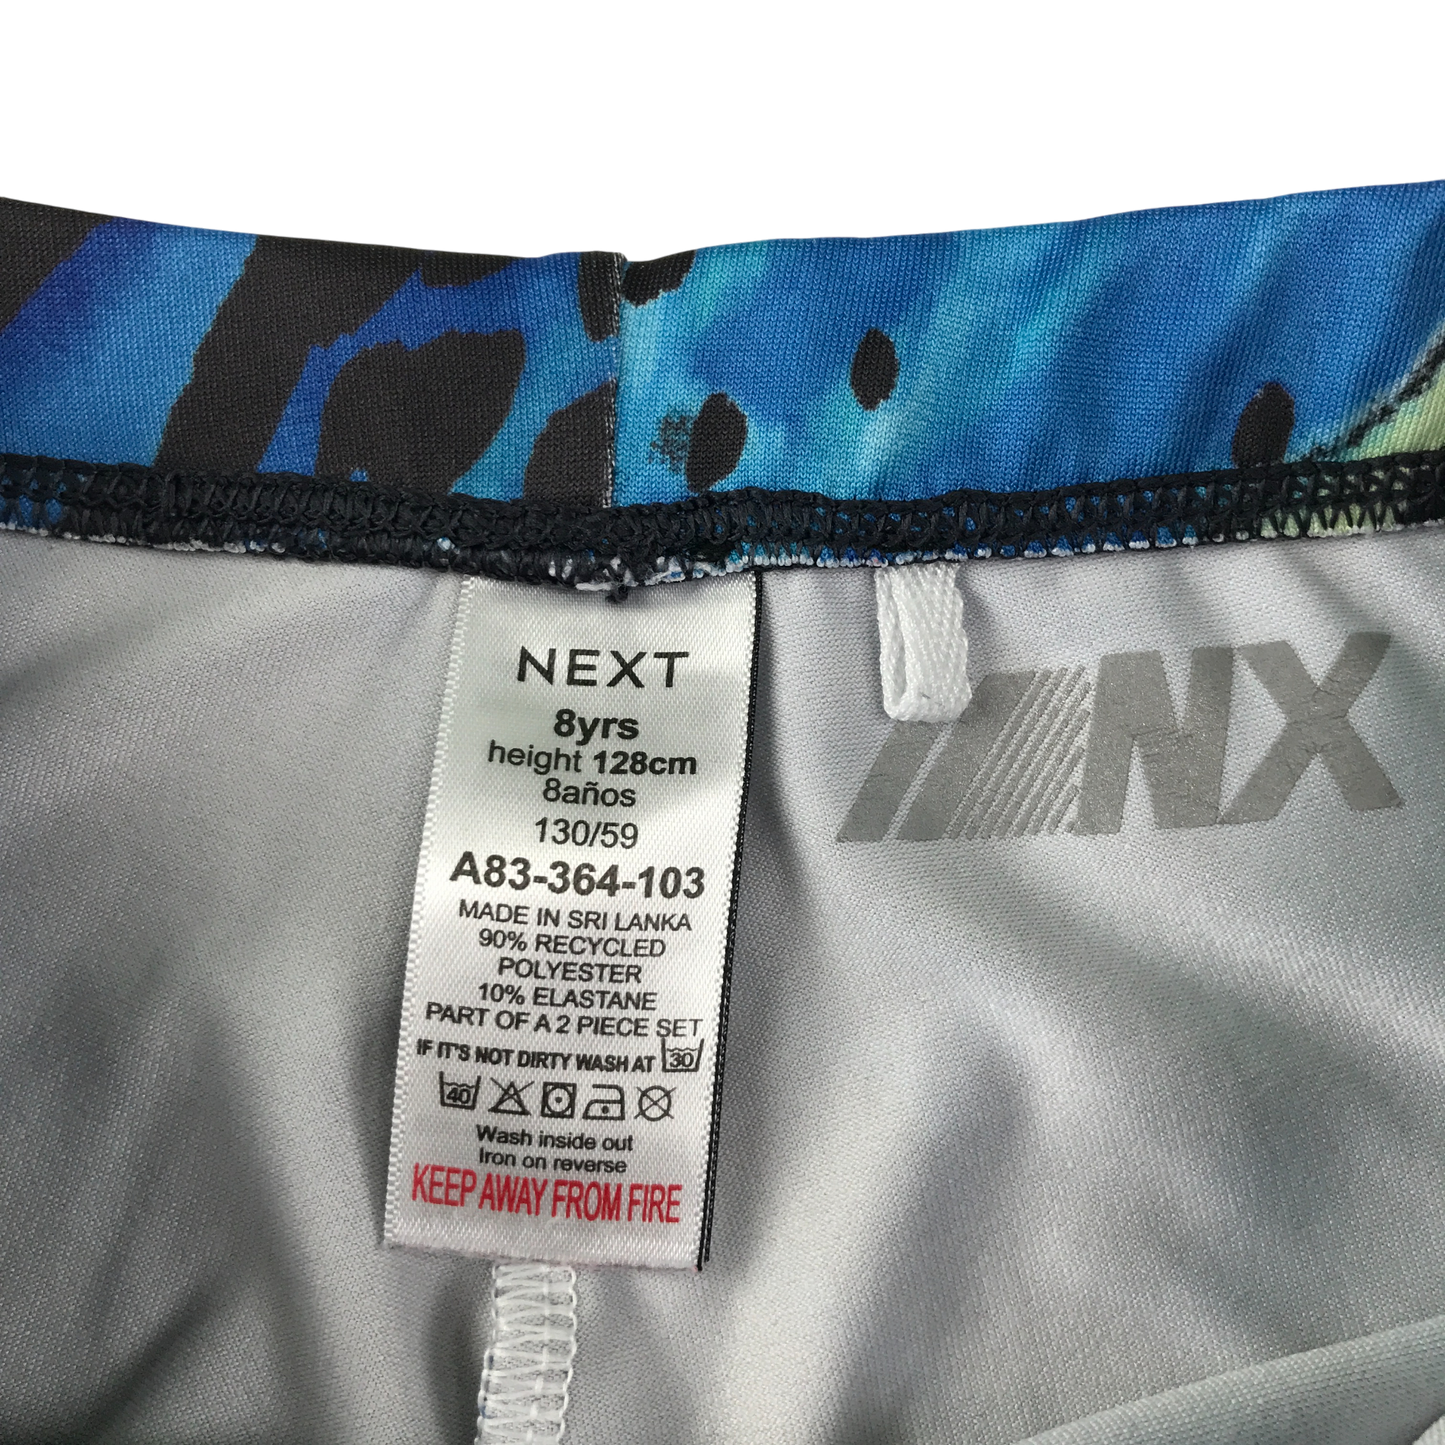 NEXT
8yrs
height 128cm
8años
130/59
A83-364-103
MADE IN SRI LANKA
90% RECYCLED
POLYESTER
10% ELASTANE
PART OF A 2 PIECE SET
IF IT'S NOT DIRTY WASH AT 30
40
Wash inside out
Iron on reverse
KEEP AWAY FROM FIRE
NX